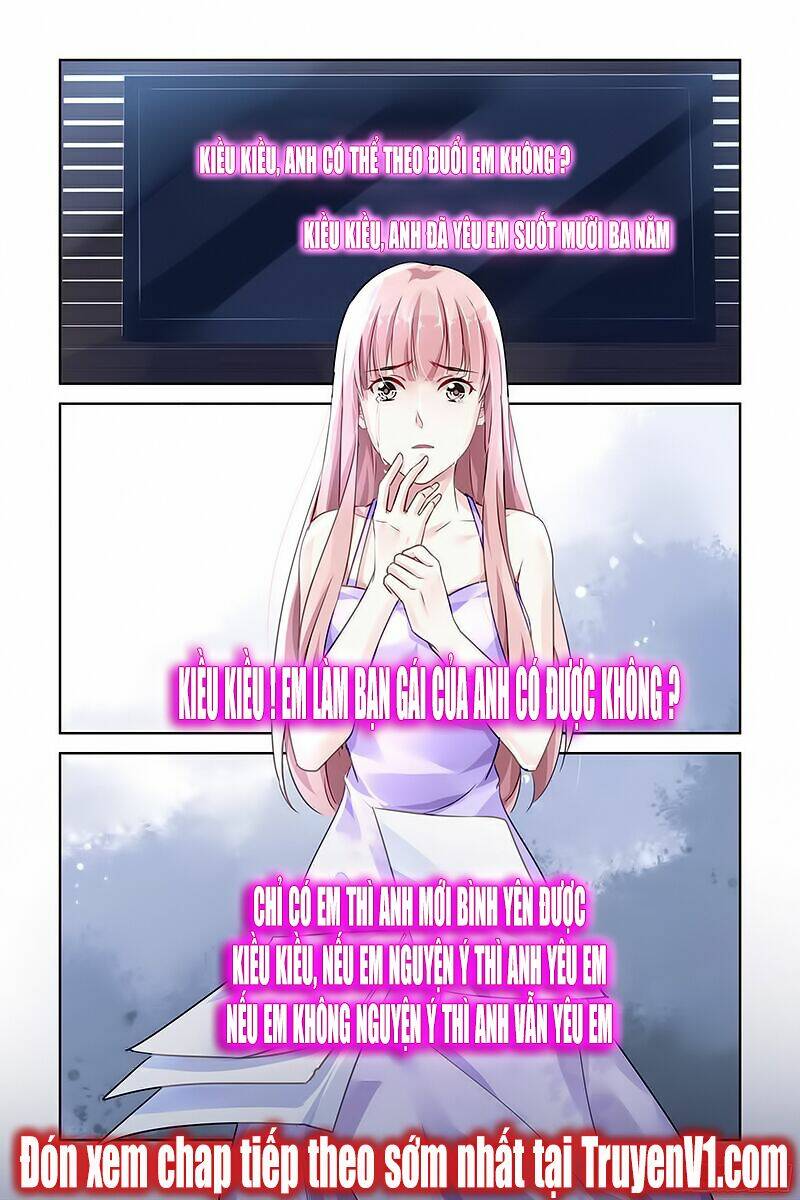 KIỀU KIỀU, ANH CÓ THỂ THEO ĐUỔI EM KHÔNG ?
KIỀU KIỀU, ANH ĐÃ YÊU EM SUỐT MƯỜI BA NĂM
KIỀU KIỀU ! EM LÀM BẠN GÁI CỦA ANH CÓ ĐƯỢC KHÔNG ?
CHỈ CÓ EM THÌ ANH MỚI BÌNH YÊN ĐƯỢC
KIỀU KIỀU, NẾU EM NGUYỆN Ý THÌ ANH YÊU EM
NẾU EM KHÔNG NGUYỆN Ý THÌ ANH VẪN YÊU EM
Đón xem chap tiếp theo sớm nhất tại TruyenV1.com